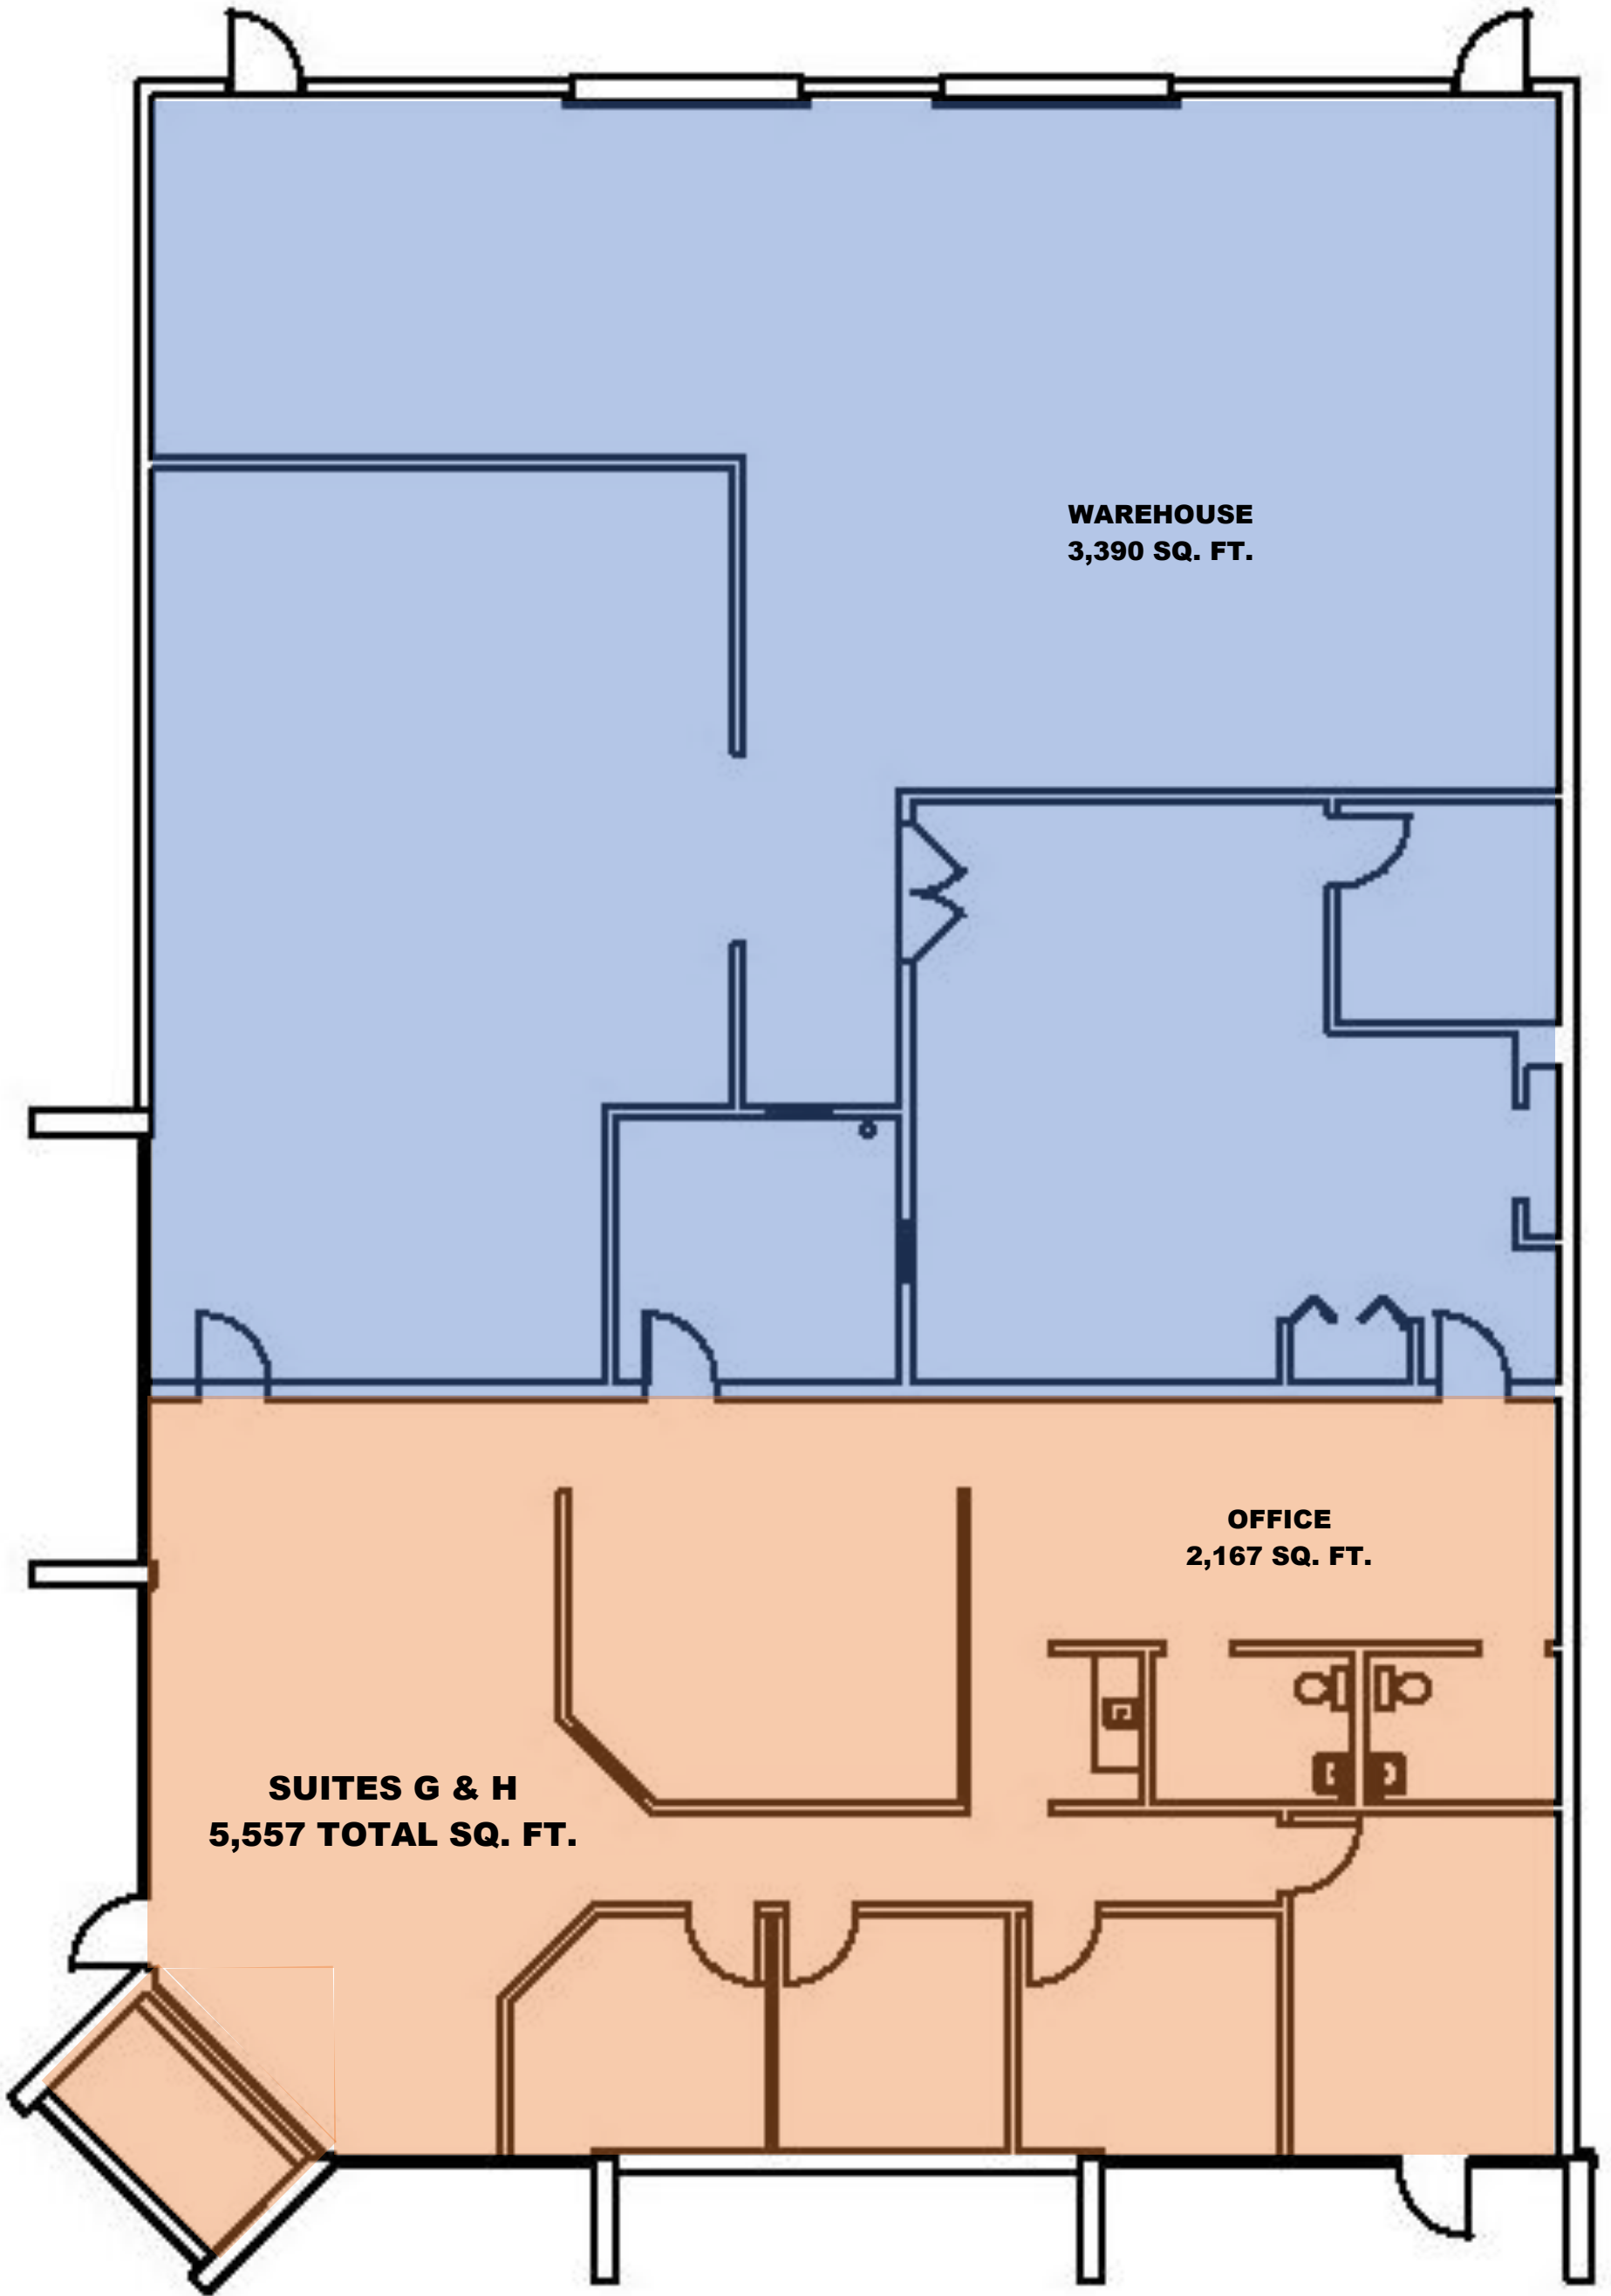 WAREHOUSE
3,390 SQ. FT.
OFFICE
2,167 SQ. FT.
SUITES G & H
5,557 TOTAL SQ. FT.